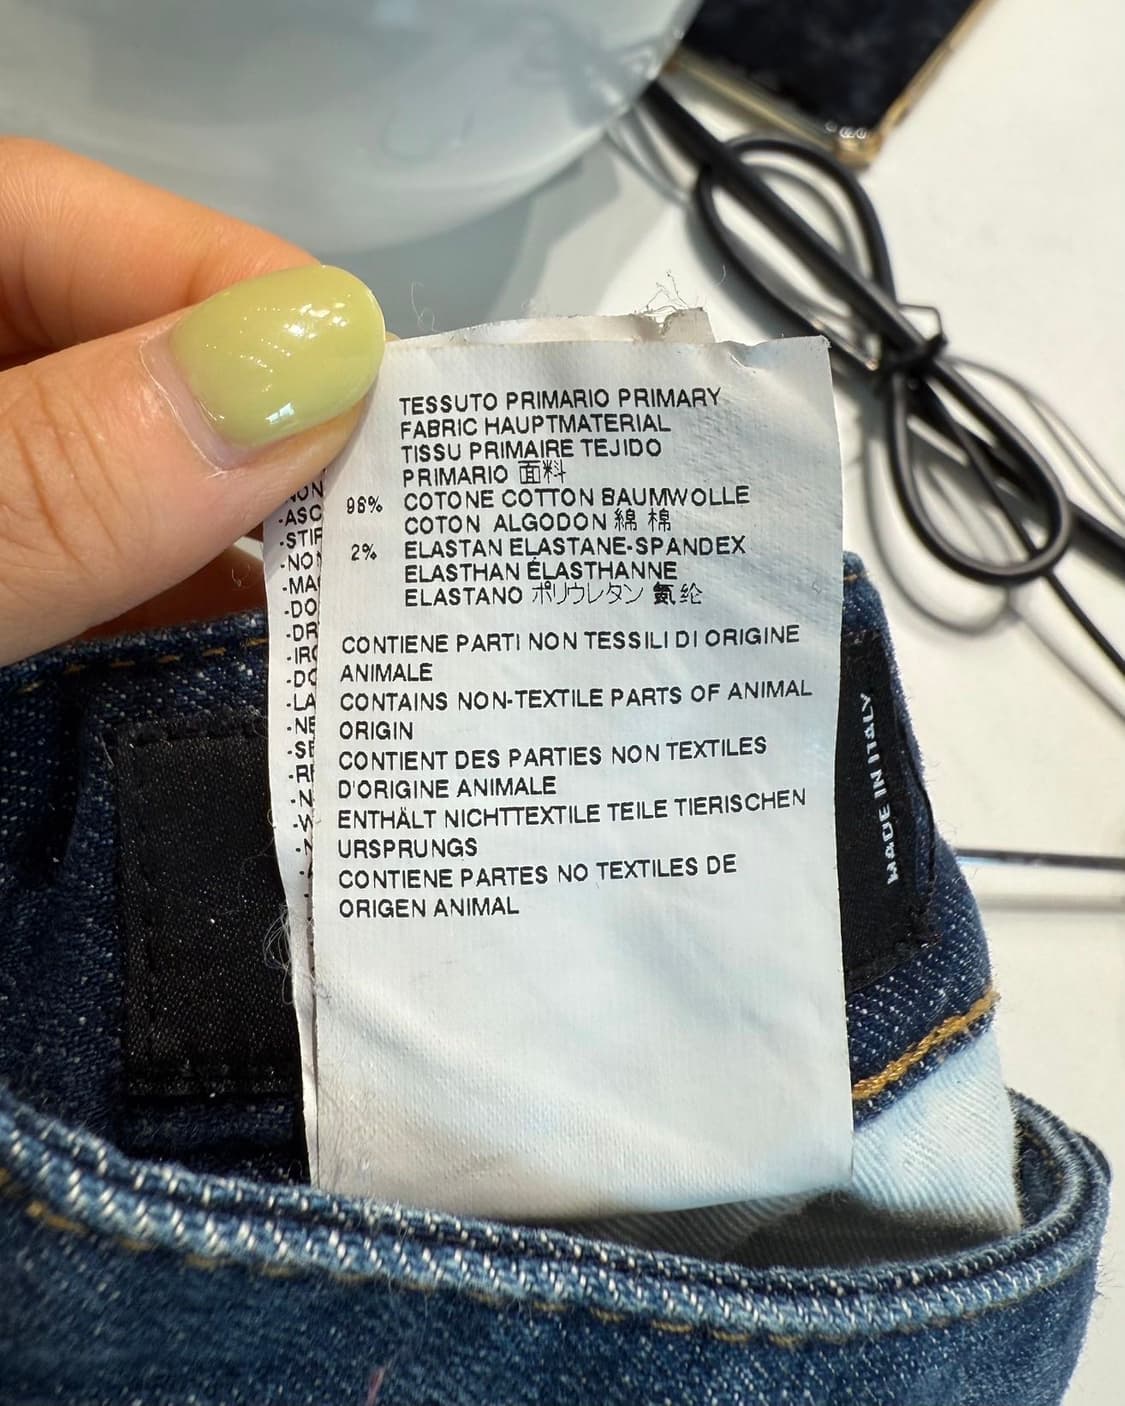 TESSUTO PRIMARIO PRIMARY
FABRIC HAUPTMATERIAL
TISSU PRIMAIRE TEJIDO
PRIMARIO 面料
98% COTONE COTTON BAUMWOLLE
COTON ALGODON 綿 棉
2% ELASTAN ELASTANE-SPANDEX
ELASTHAN ÉLASTHANNE
ELASTANO ポリウレタン 氨纶
CONTIENE PARTI NON TESSILI DI ORIGINE
ANIMALE
CONTAINS NON-TEXTILE PARTS OF ANIMAL
ORIGIN
CONTIENT DES PARTIES NON TEXTILES
D'ORIGINE ANIMALE
ENTHÄLT NICHTTEXTILE TEILE TIERISCHEN
URSPRUNGS
CONTIENE PARTES NO TEXTILES DE
ORIGEN ANIMAL
MADE IN ITALY